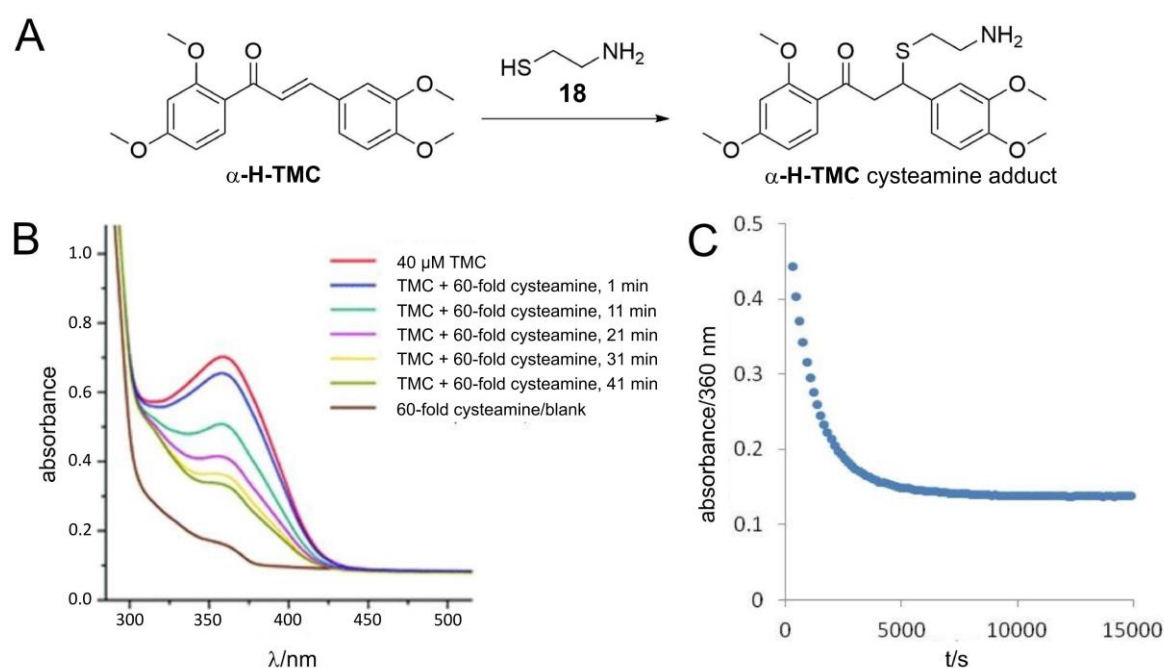 A
O
O
O
O
O
HS
NH2
18
O
O
S
NH2
O
O
O
α-H-TMC
α-H-TMC cysteamine adduct
B
absorbance
1.0
0.8
0.6
0.4
0.2
0.0
300
350
400
450
500
λ/nm
40 µM TMC
TMC + 60-fold cysteamine, 1 min
TMC + 60-fold cysteamine, 11 min
TMC + 60-fold cysteamine, 21 min
TMC + 60-fold cysteamine, 31 min
TMC + 60-fold cysteamine, 41 min
60-fold cysteamine/blank
C
absorbance/360 nm
0.5
0.4
0.3
0.2
0.1
0
0
5000
10000
15000
t/s